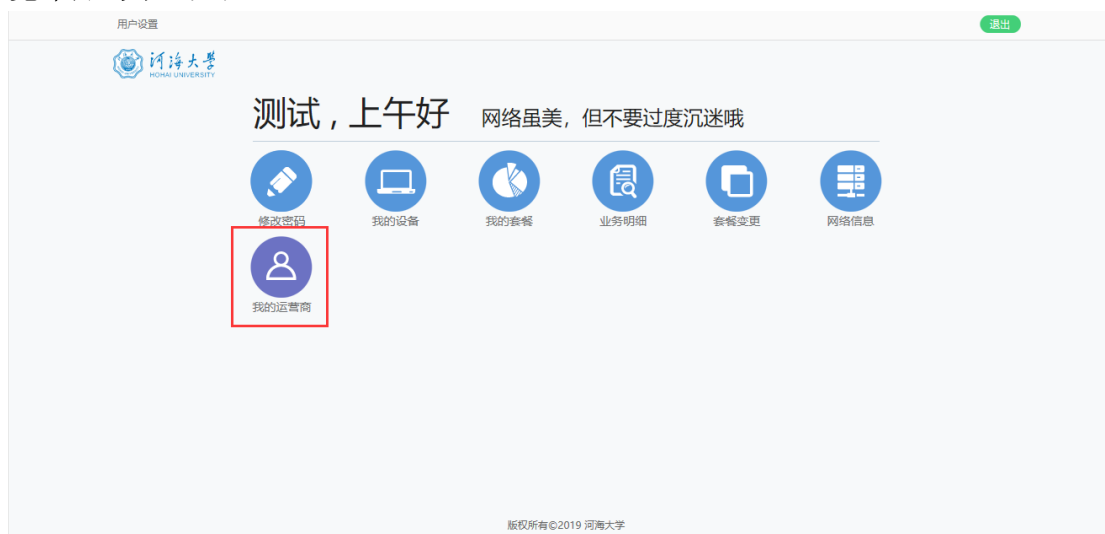 用户设置 退出
河海大学
HOHAI UNIVERSITY
测试，上午好 网络虽美，但不要过度沉迷哦
修改密码 我的设备 我的套餐 业务明细 套餐变更 网络信息
我的运营商
版权所有©2019 河海大学